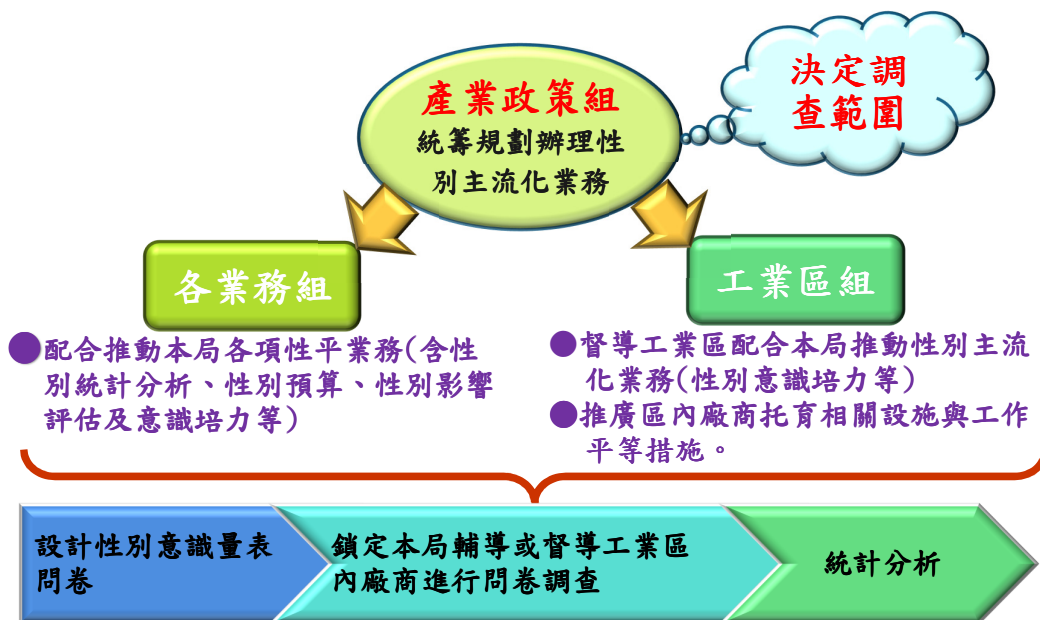 產業政策組
統籌規劃辦理性
別主流化業務
決定調
查範圍
各業務組
●配合推動本局各項性平業務(含性
別統計分析、性別預算、性別影響
評估及意識培力等)
工業區組
●督導工業區配合本局推動性別主流
化業務(性別意識培力等)
●推廣區內廠商托育相關設施與工作
平等措施。
設計性別意識量表
問卷
鎖定本局輔導或督導工業區
內廠商進行問卷調查
統計分析